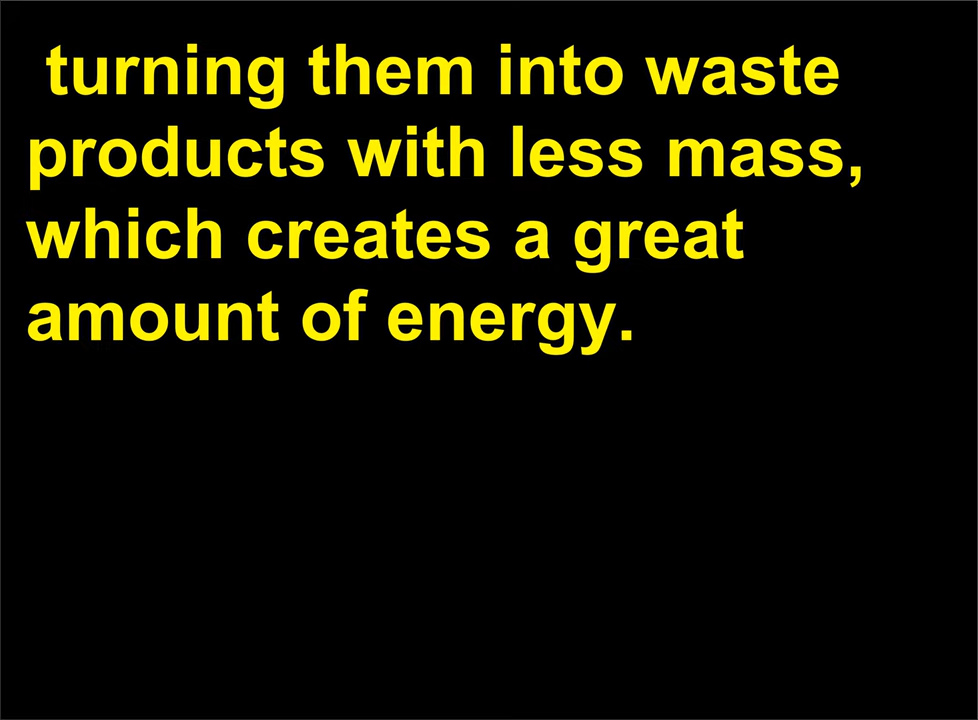 turning them into waste
products with less mass,
which creates a great
amount of energy.